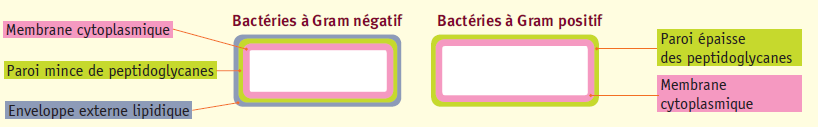 Bactéries à Gram négatif
Membrane cytoplasmique
Paroi mince de peptidoglycanes
Enveloppe externe lipidique
Bactéries à Gram positif
Paroi épaisse
des peptidoglycanes
Membrane
cytoplasmique